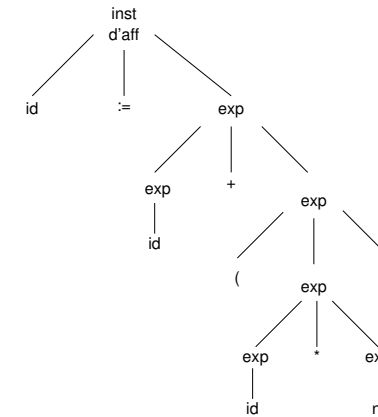 inst
d'aff
id := exp
exp + exp
id
( exp
exp *
id